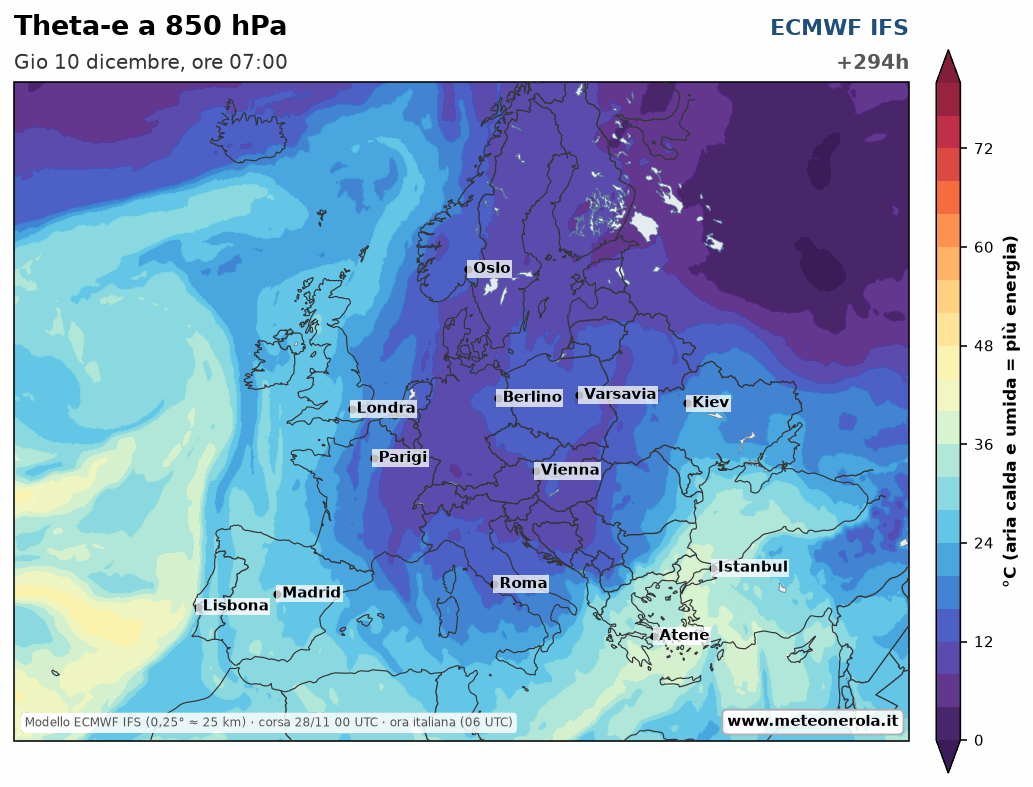 Theta-e a 850 hPa
ECMWF IFS
Gio 10 dicembre, ore 07:00
+294h
72
60
48
36
24
12
0
°C (aria calda e umida = più energia)
Oslo
Londra
Berlino
Varsavia
Kiev
Parigi
Vienna
Istanbul
Roma
Madrid
Lisbona
Atene
Modello ECMWF IFS (0,25° ≈ 25 km) · corsa 28/11 00 UTC · ora italiana (06 UTC)
www.meteonerola.it